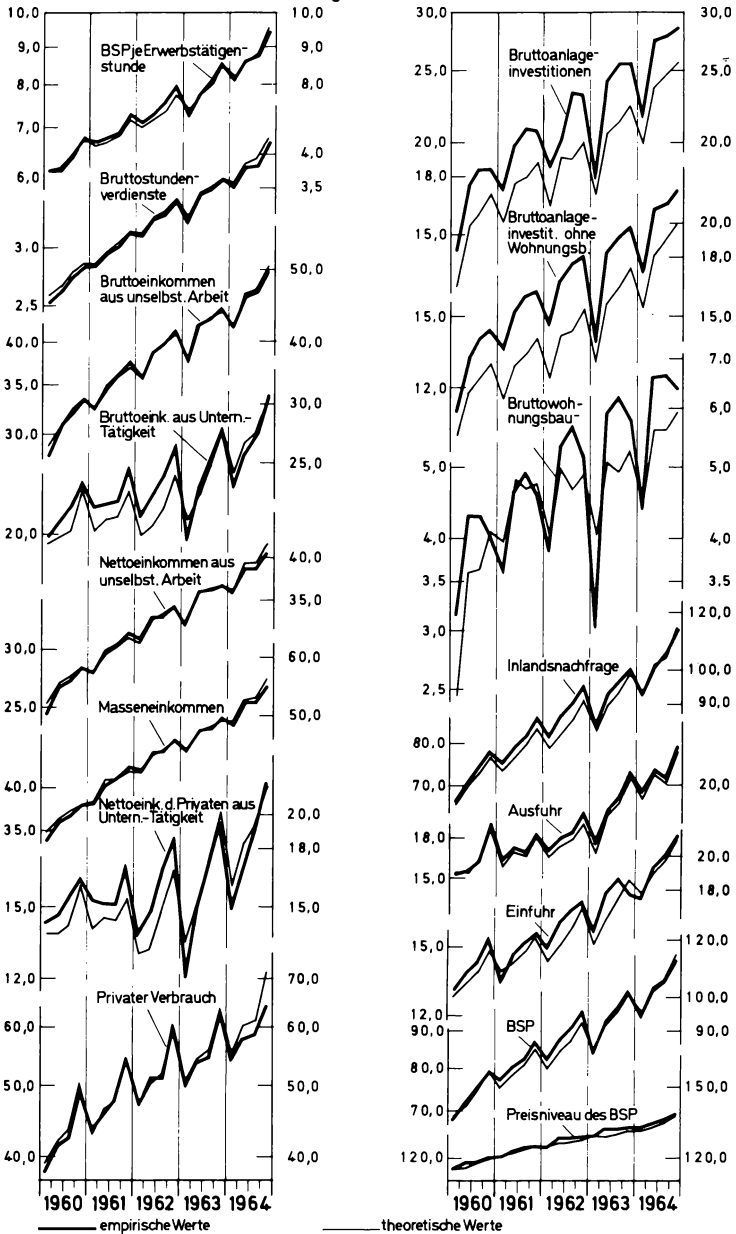 10,0
9,0
8,0
7,0
6,0
3,0
2,5
40,0
35,0
30,0
20,0
30,0
25,0
40,0
35,0
15,0
12,0
60,0
50,0
40,0
BSP je Erwerbstätigen-
stunde
Bruttostunden-
verdienste
Bruttoeinkommen
aus unselbst. Arbeit
Bruttoeink. aus Untern.-
Tätigkeit
Nettoeinkommen aus
unselbst. Arbeit
Masseneinkommen
Nettoeink. d. Privaten aus
Untern.-Tätigkeit
Privater Verbrauch
10,0
9,0
8,0
4,0
3,5
50,0
40,0
30,0
25,0
40,0
35,0
60,0
50,0
20,0
18,0
15,0
70,0
60,0
50,0
40,0
1960 1961 1962 1963 1964
30,0
25,0
20,0
18,0
15,0
15,0
12,0
5,0
4,0
3,5
3,0
2,5
80,0
70,0
18,0
15,0
15,0
12,0
90,0
80,0
70,0
120,0
Bruttoanlage-
investitionen
Bruttoanlage-
investit. ohne
Wohnungsb.
Bruttowoh-
nungsbau
Inlandsnachfrage
Ausfuhr
Einfuhr
BSP
Preisniveau des BSP
30,0
25,0
20,0
20,0
18,0
15,0
7,0
6,0
5,0
4,0
3,5
120,0
100,0
90,0
20,0
20,0
18,0
120,0
100,0
90,0
150,0
120,0
1960 1961 1962 1963 1964
empirische Werte
theoretische Werte